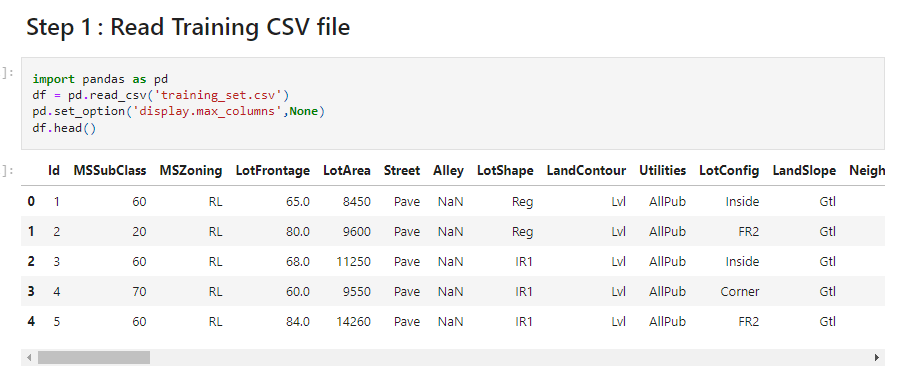 Step 1 : Read Training CSV file
]:
import pandas as pd
df = pd.read_csv('training_set.csv')
pd.set_option('display.max_columns',None)
df.head()
]:
Id MSSubClass MSZoning LotFrontage LotArea Street Alley LotShape LandContour Utilities LotConfig LandSlope Neigh
0 1 60 RL 65.0 8450 Pave NaN Reg Lvl AllPub Inside Gtl
1 2 20 RL 80.0 9600 Pave NaN Reg Lvl AllPub FR2 Gtl
2 3 60 RL 68.0 11250 Pave NaN IR1 Lvl AllPub Inside Gtl
3 4 70 RL 60.0 9550 Pave NaN IR1 Lvl AllPub Corner Gtl
4 5 60 RL 84.0 14260 Pave NaN IR1 Lvl AllPub FR2 Gtl